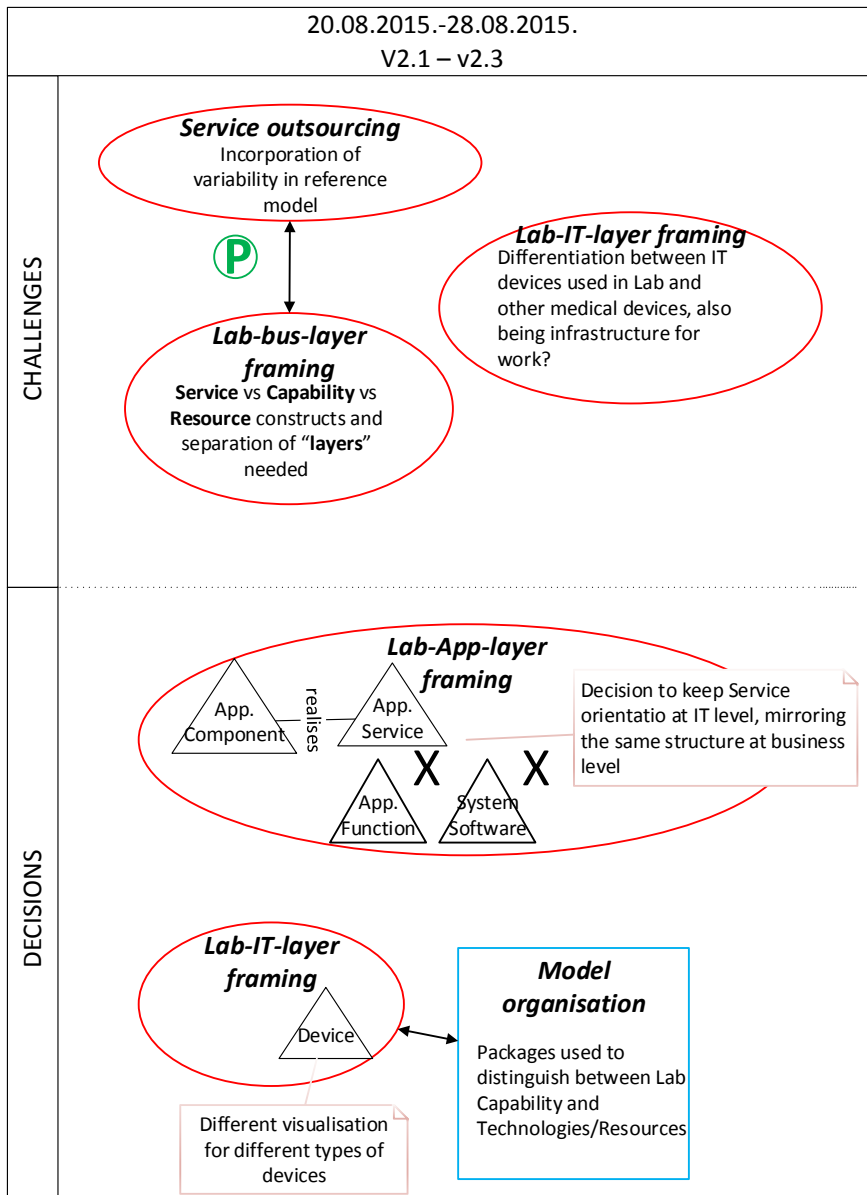 20.08.2015.-28.08.2015.
V2.1 – v2.3
CHALLENGES
Service outsourcing
Incorporation of
variability in reference
model
P
Lab-IT-layer framing
Differentiation between IT
devices used in Lab and
other medical devices, also
being infrastructure for
work?
Lab-bus-layer
framing
Service vs Capability vs
Resource constructs and
separation of “layers”
needed
DECISIONS
Lab-App-layer
framing
App.
Component
realises
App.
Service
Decision to keep Service
orientatio at IT level, mirroring
the same structure at business
level
X
X
App.
Function
System
Software
Lab-IT-layer
framing
Device
Different visualisation
for different types of
devices
Model
organisation
Packages used to
distinguish between Lab
Capability and
Technologies/Resources